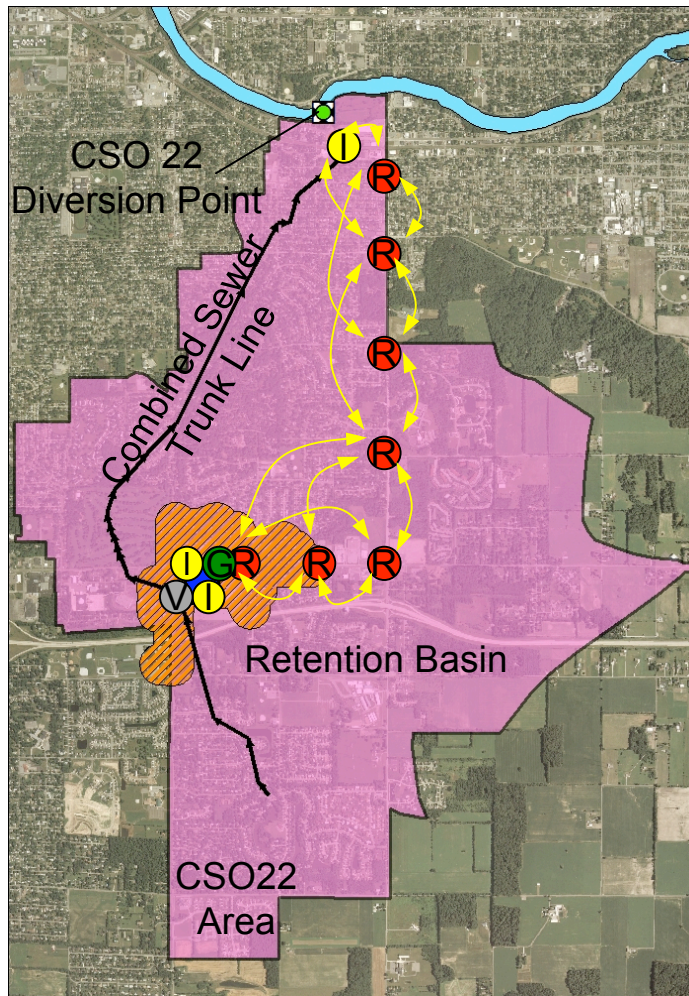 CSO 22
Diversion Point
I
R
R
Combined Sewer
Trunk Line
R
R
I
G
R
R
R
V
I
Retention Basin
CSO22
Area